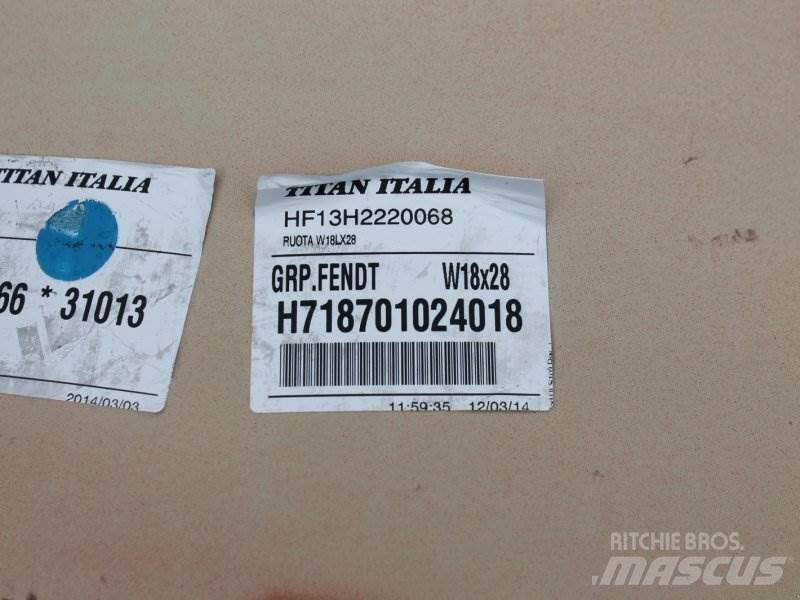 TITAN ITALIA
66 * 31013
2014/03/03
TITAN ITALIA
HF13H2220068
RUOTA W18LX28
GRP.FENDT W18x28
H718701024018
11:59:35 12/03/14
RITCHIE BROS.
MASCUS